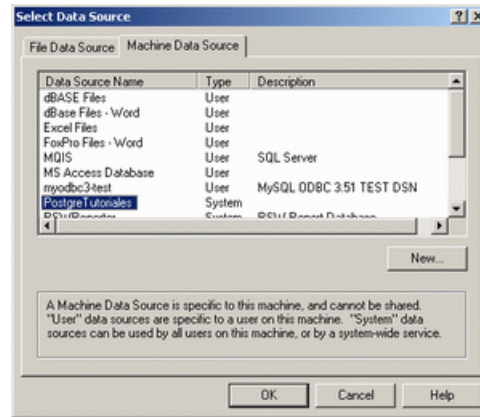 Select Data Source
File Data Source Machine Data Source
Data Source Name Type Description
dBASE Files User
dBase Files - Word User
Excel Files User
FoxPro Files - Word User
MQIS User SQL Server
MS Access Database User
myodbc3-test User MySQL ODBC 3.51 TEST DSN
PostgreTutoriales System
System Report Database
New...
A Machine Data Source is specific to this machine, and cannot be shared.
"User" data sources are specific to a user on this machine. "System" data
sources can be used by all users on this machine, or by a system-wide service.
OK Cancel Help